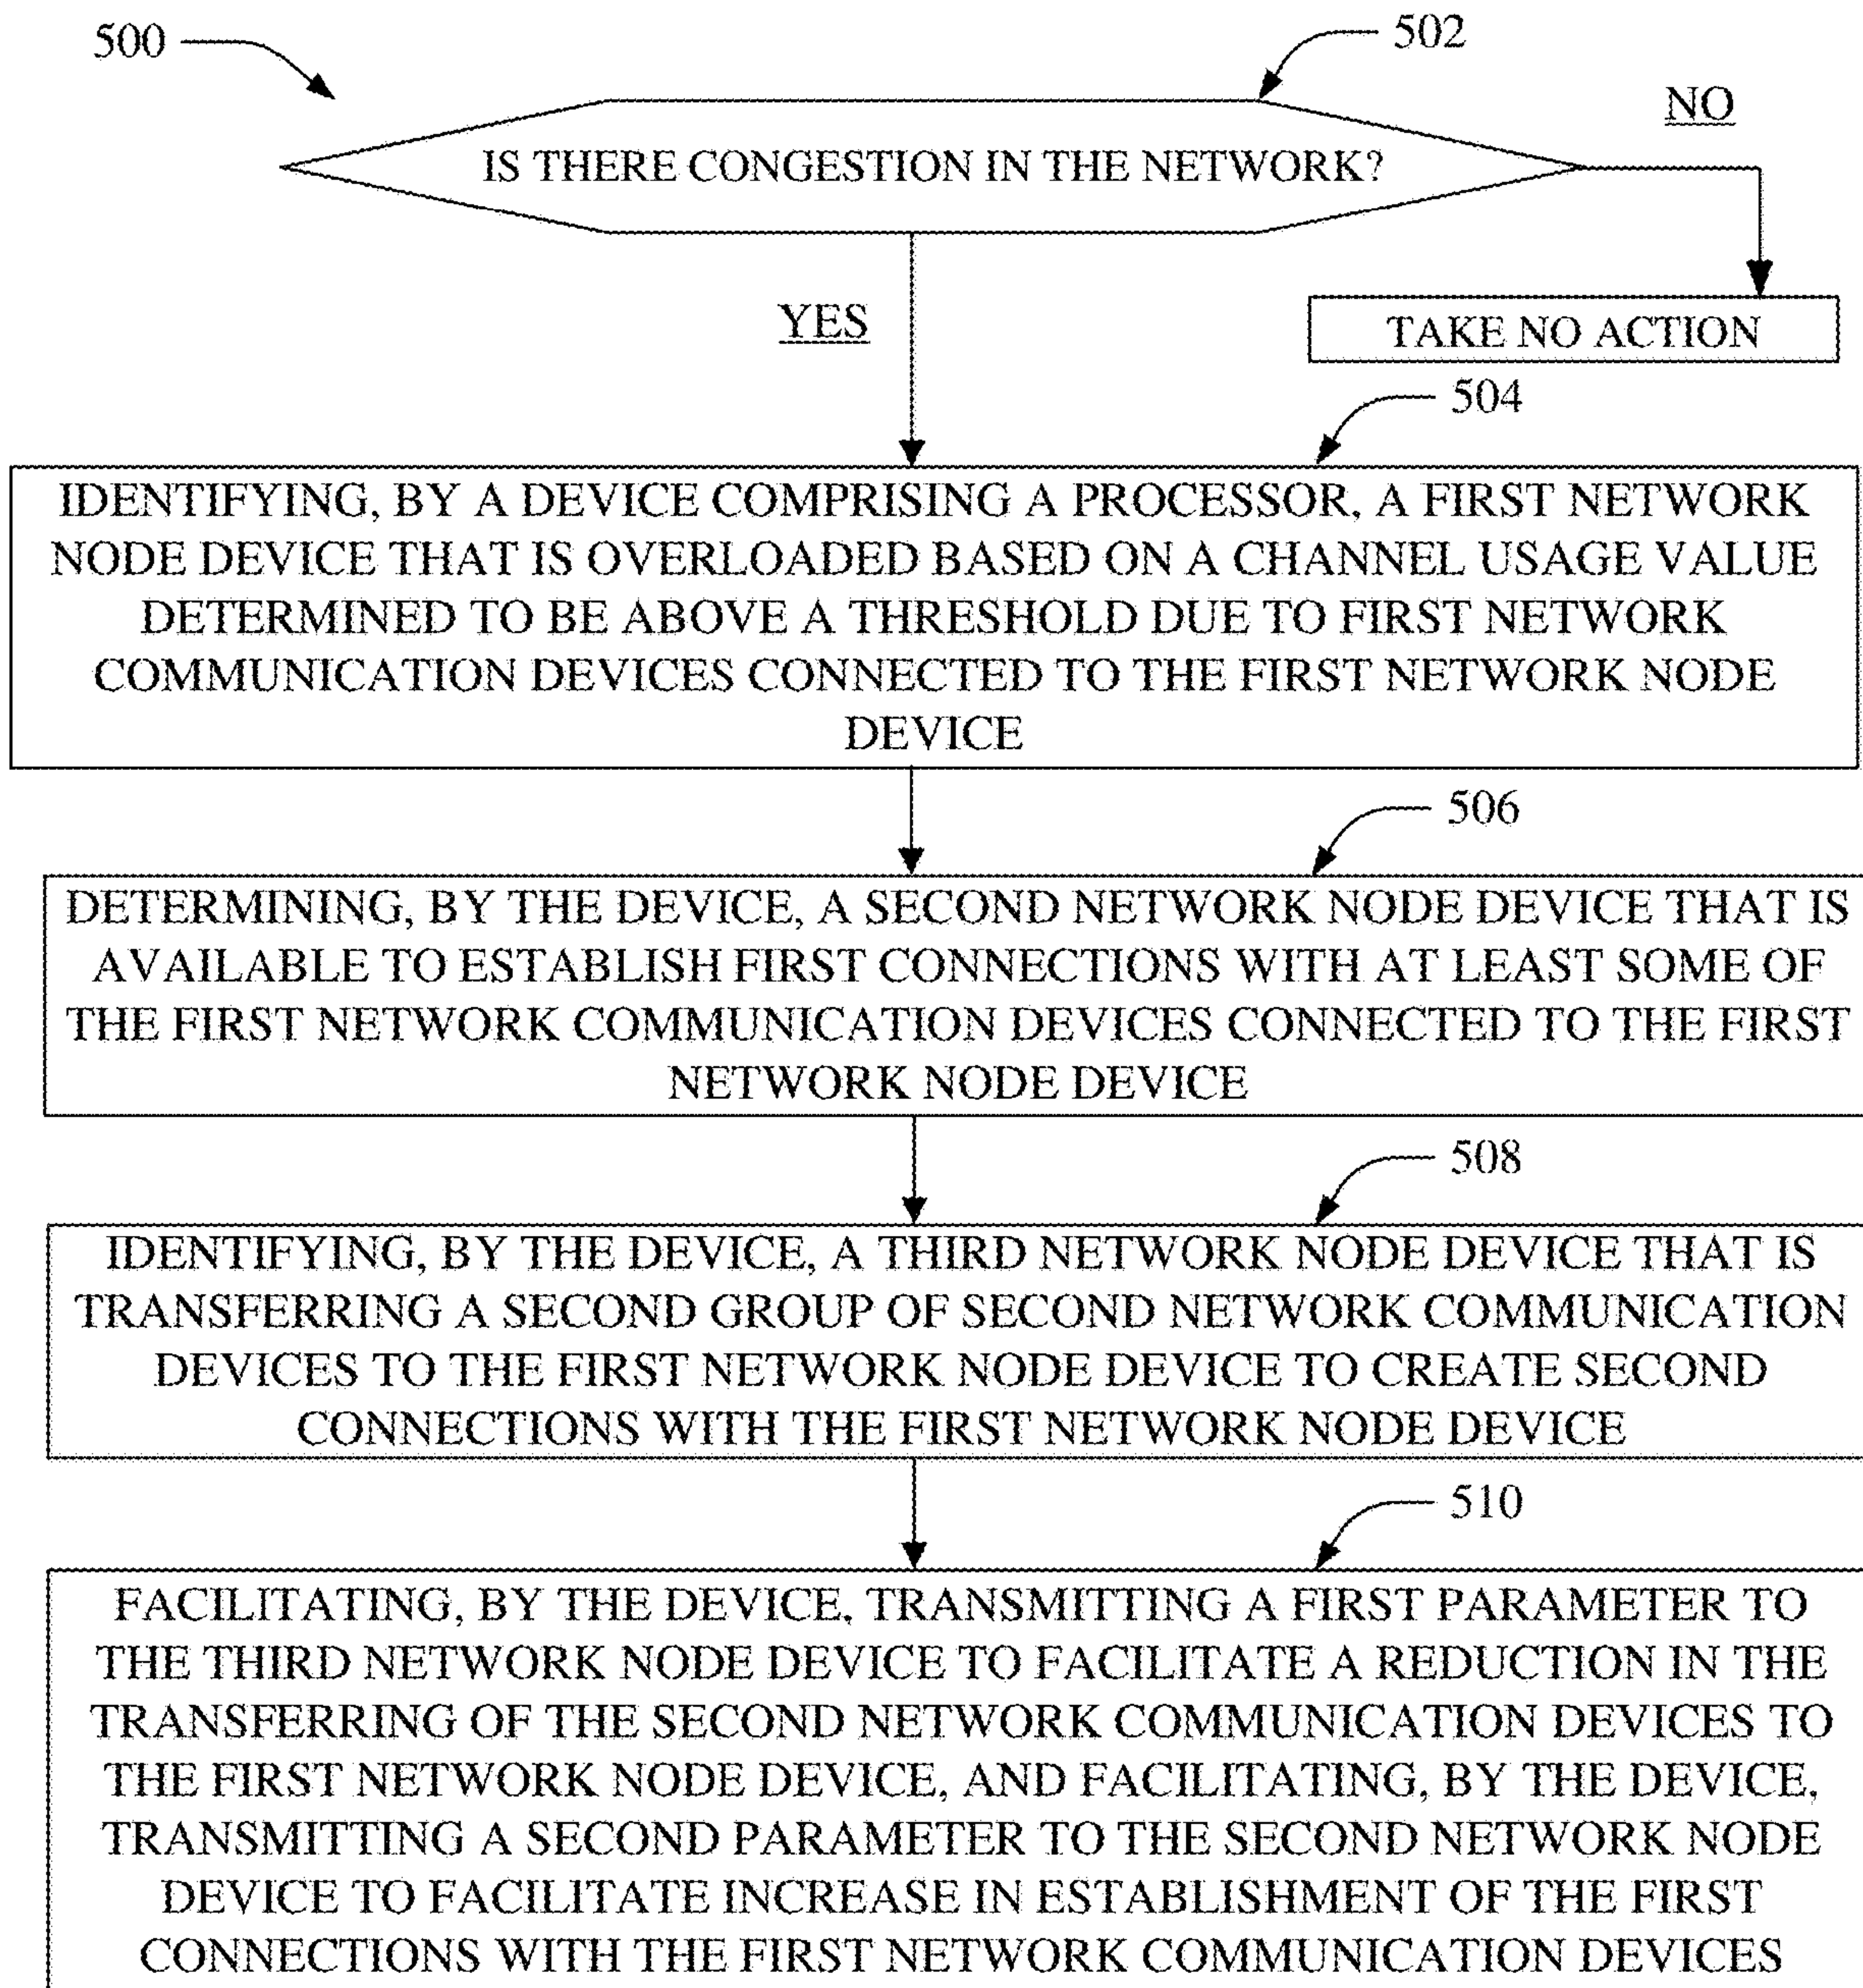 500
502
NO
IS THERE CONGESTION IN THE NETWORK?
YES
TAKE NO ACTION
504
IDENTIFYING, BY A DEVICE COMPRISING A PROCESSOR, A FIRST NETWORK
NODE DEVICE THAT IS OVERLOADED BASED ON A CHANNEL USAGE VALUE
DETERMINED TO BE ABOVE A THRESHOLD DUE TO FIRST NETWORK
COMMUNICATION DEVICES CONNECTED TO THE FIRST NETWORK NODE
DEVICE
506
DETERMINING, BY THE DEVICE, A SECOND NETWORK NODE DEVICE THAT IS
AVAILABLE TO ESTABLISH FIRST CONNECTIONS WITH AT LEAST SOME OF
THE FIRST NETWORK COMMUNICATION DEVICES CONNECTED TO THE FIRST
NETWORK NODE DEVICE
508
IDENTIFYING, BY THE DEVICE, A THIRD NETWORK NODE DEVICE THAT IS
TRANSFERRING A SECOND GROUP OF SECOND NETWORK COMMUNICATION
DEVICES TO THE FIRST NETWORK NODE DEVICE TO CREATE SECOND
CONNECTIONS WITH THE FIRST NETWORK NODE DEVICE
510
FACILITATING, BY THE DEVICE, TRANSMITTING A FIRST PARAMETER TO
THE THIRD NETWORK NODE DEVICE TO FACILITATE A REDUCTION IN THE
TRANSFERRING OF THE SECOND NETWORK COMMUNICATION DEVICES TO
THE FIRST NETWORK NODE DEVICE, AND FACILITATING, BY THE DEVICE,
TRANSMITTING A SECOND PARAMETER TO THE SECOND NETWORK NODE
DEVICE TO FACILITATE INCREASE IN ESTABLISHMENT OF THE FIRST
CONNECTIONS WITH THE FIRST NETWORK COMMUNICATION DEVICES